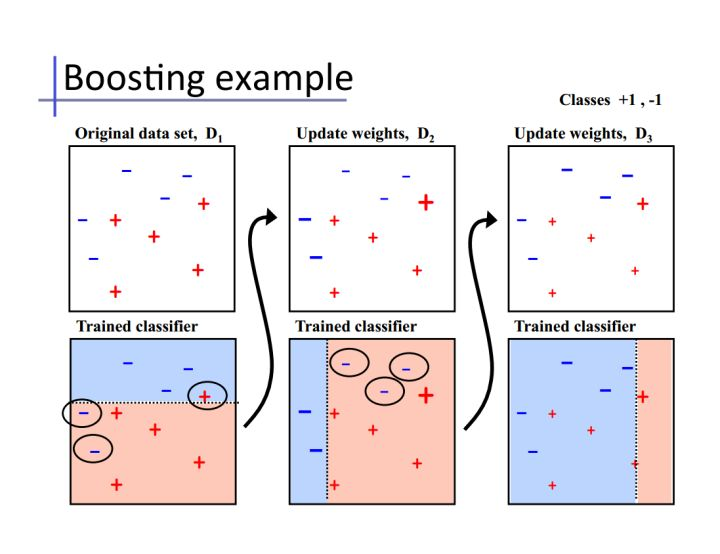 Boosting example
Classes +1 , -1
Original data set, D1
Update weights, D2
Update weights, D3
Trained classifier
Trained classifier
Trained classifier